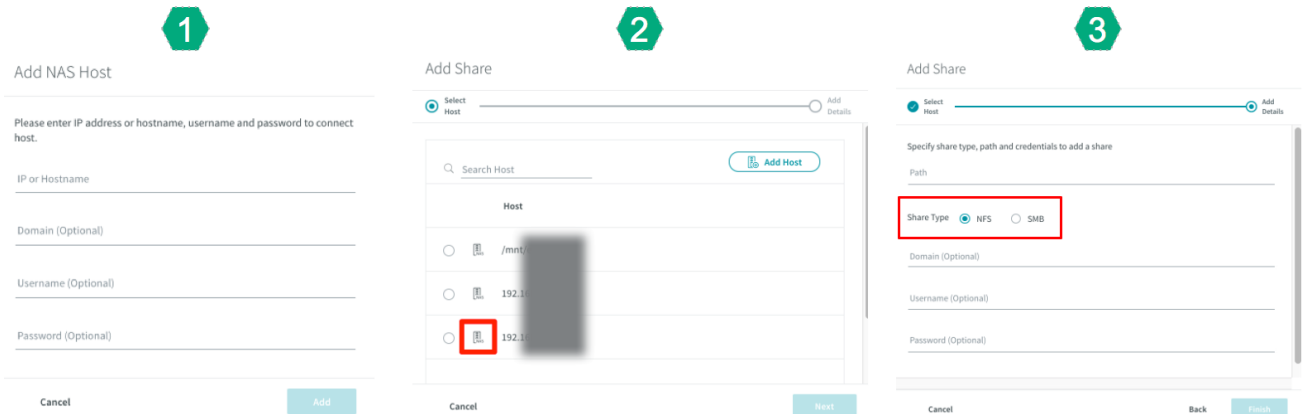 1
Add NAS Host
Please enter IP address or hostname, username and password to connect
host.
IP or Hostname
Domain (Optional)
Username (Optional)
Password (Optional)
Cancel
Add
2
Add Share
Select
Host
Add
Details
Search Host
Add Host
Host
/mnt/
192.1
192.1
Cancel
Next
3
Add Share
Select
Host
Add
Details
Specify share type, path and credentials to add a share
Path
Share Type NFS SMB
Domain (Optional)
Username (Optional)
Password (Optional)
Cancel
Back
Finish